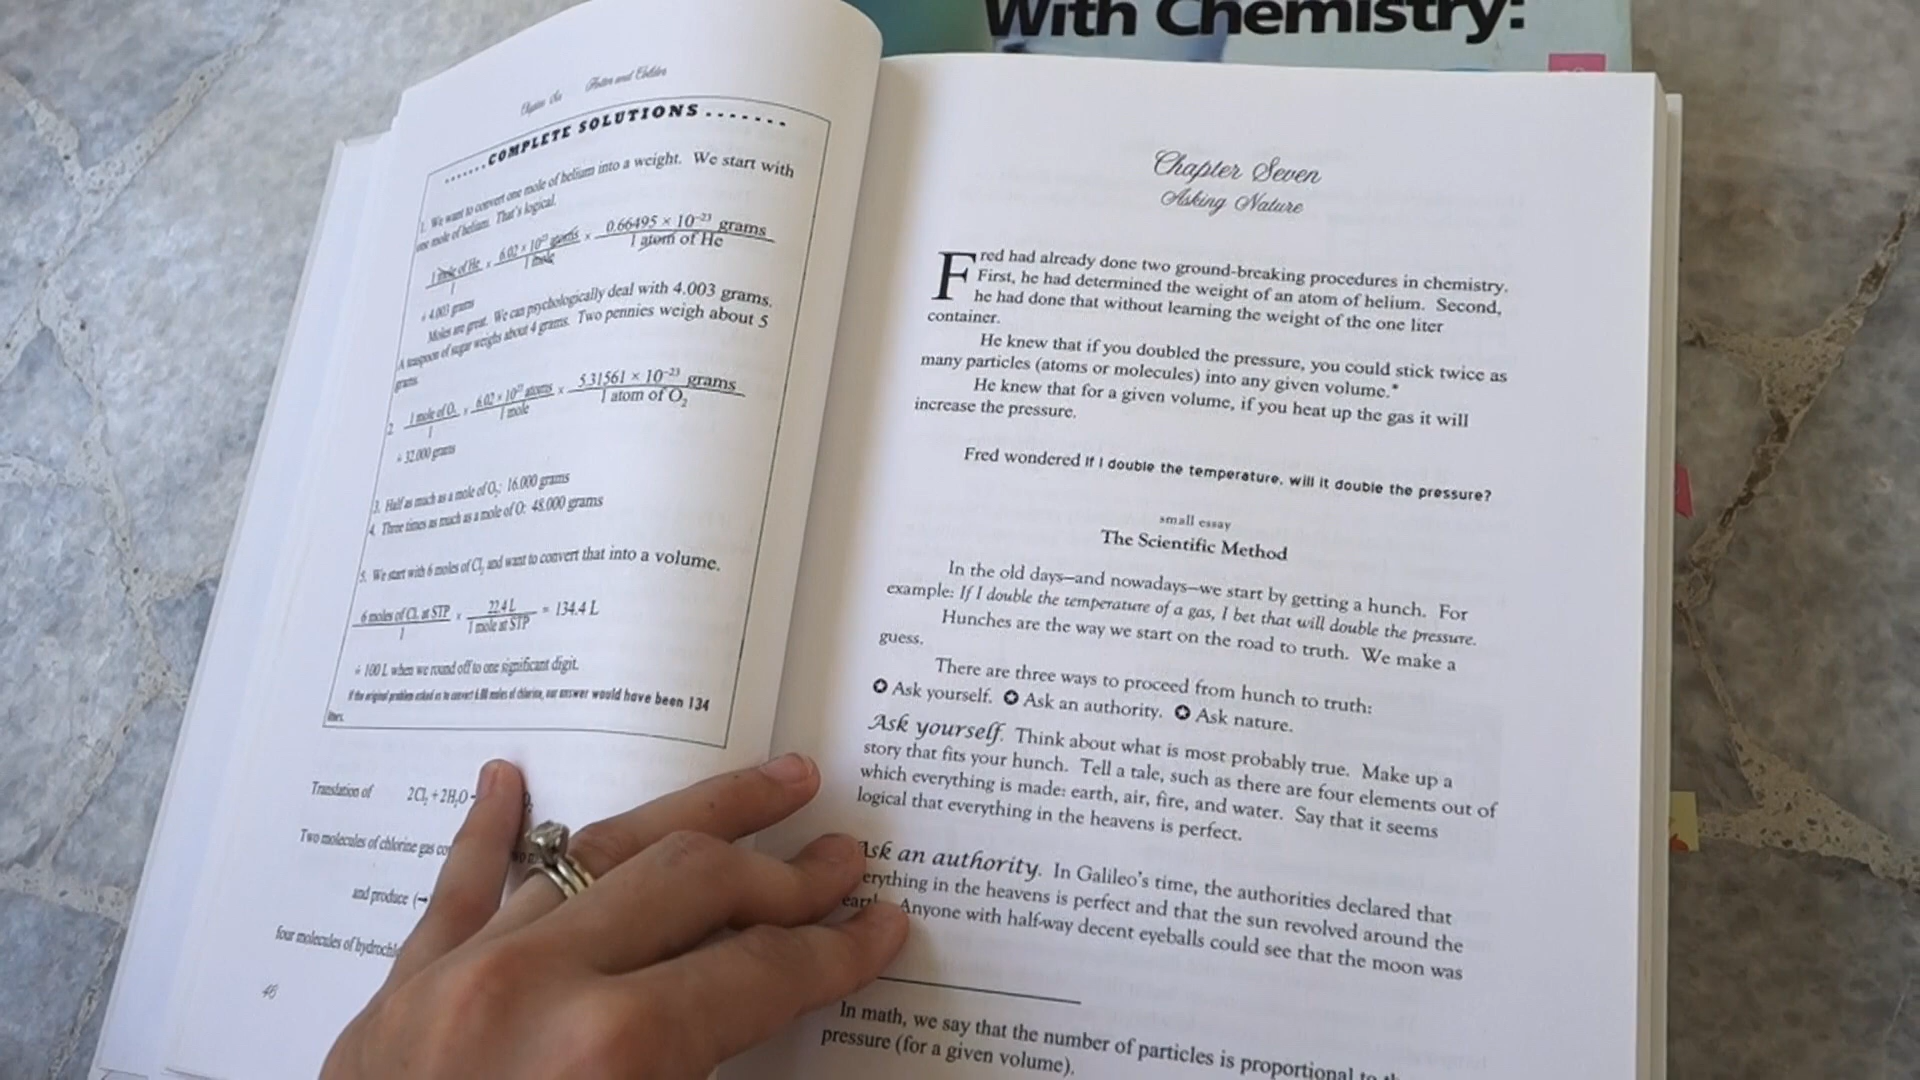 With Chemistry:
Chapter Six Hotter and Colder
.......COMPLETE SOLUTIONS.......
1. We want to convert one mole of helium into a weight. We start with
one mole of helium. That's logical.
1 mole of He × 6.02 × 10²³ atoms × 0.66495 × 10⁻²³ grams
1 1 mole 1 atom of He
≐ 4.003 grams
Moles are great. We can psychologically deal with 4.003 grams.
A teaspoon of sugar weighs about 4 grams. Two pennies weigh about 5
grams.
2. 1 mole of O₂ × 6.02 × 10²³ atoms × 5.31561 × 10⁻²³ grams
1 1 mole 1 atom of O₂
≐ 32.000 grams
3. Half as much as a mole of O₂: 16.000 grams
4. Three times as much as a mole of O: 48.000 grams
5. We start with 6 moles of Cl₂ and want to convert that into a volume.
6 moles of Cl₂ at STP × 22.4 L = 134.4 L
1 1 mole at STP
≐ 100 L when we round off to one significant digit.
If the original problem asked us to convert 6.00 moles of chlorine, our answer would have been 134
liters.
Translation of 2Cl₂ + 2H₂O
Two molecules of chlorine gas
and produce (→
four molecules of
46
Chapter Seven
Asking Nature
Fred had already done two ground-breaking procedures in chemistry.
First, he had determined the weight of an atom of helium. Second,
he had done that without learning the weight of the one liter
container.
He knew that if you doubled the pressure, you could stick twice as
many particles (atoms or molecules) into any given volume.*
He knew that for a given volume, if you heat up the gas it will
increase the pressure.
Fred wondered If I double the temperature, will it double the pressure?
small essay
The Scientific Method
In the old days—and nowadays—we start by getting a hunch. For
example: If I double the temperature of a gas, I bet that will double the pressure.
Hunches are the way we start on the road to truth. We make a
guess.
There are three ways to proceed from hunch to truth:
✪ Ask yourself. ✪ Ask an authority. ✪ Ask nature.
Ask yourself. Think about what is most probably true. Make up a
story that fits your hunch. Tell a tale, such as there are four elements out of
which everything is made: earth, air, fire, and water. Say that it seems
logical that everything in the heavens is perfect.
Ask an authority. In Galileo's time, the authorities declared that
erything in the heavens is perfect and that the sun revolved around the
Anyone with half-way decent eyeballs could see that the moon was
In math, we say that the number of particles is proportional to
pressure (for a given volume).